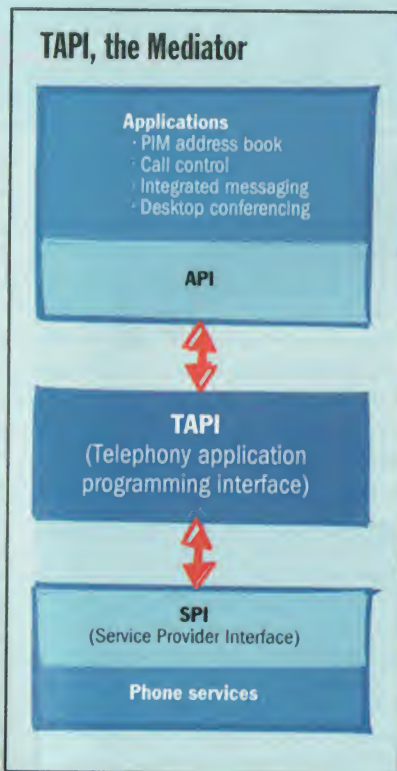 TAPI, the Mediator
Applications
· PIM address book
· Call control
· Integrated messaging
· Desktop conferencing
API
TAPI
(Telephony application
programming interface)
SPI
(Service Provider Interface)
Phone services